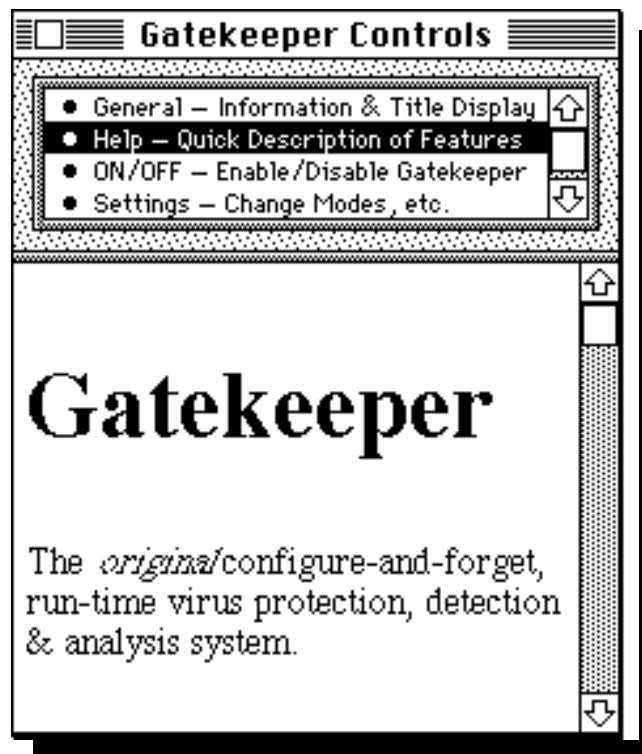 Gatekeeper Controls
● General – Information & Title Display
● Help – Quick Description of Features
● ON/OFF – Enable/Disable Gatekeeper
● Settings – Change Modes, etc.
Gatekeeper
The original configure-and-forget,
run-time virus protection, detection
& analysis system.